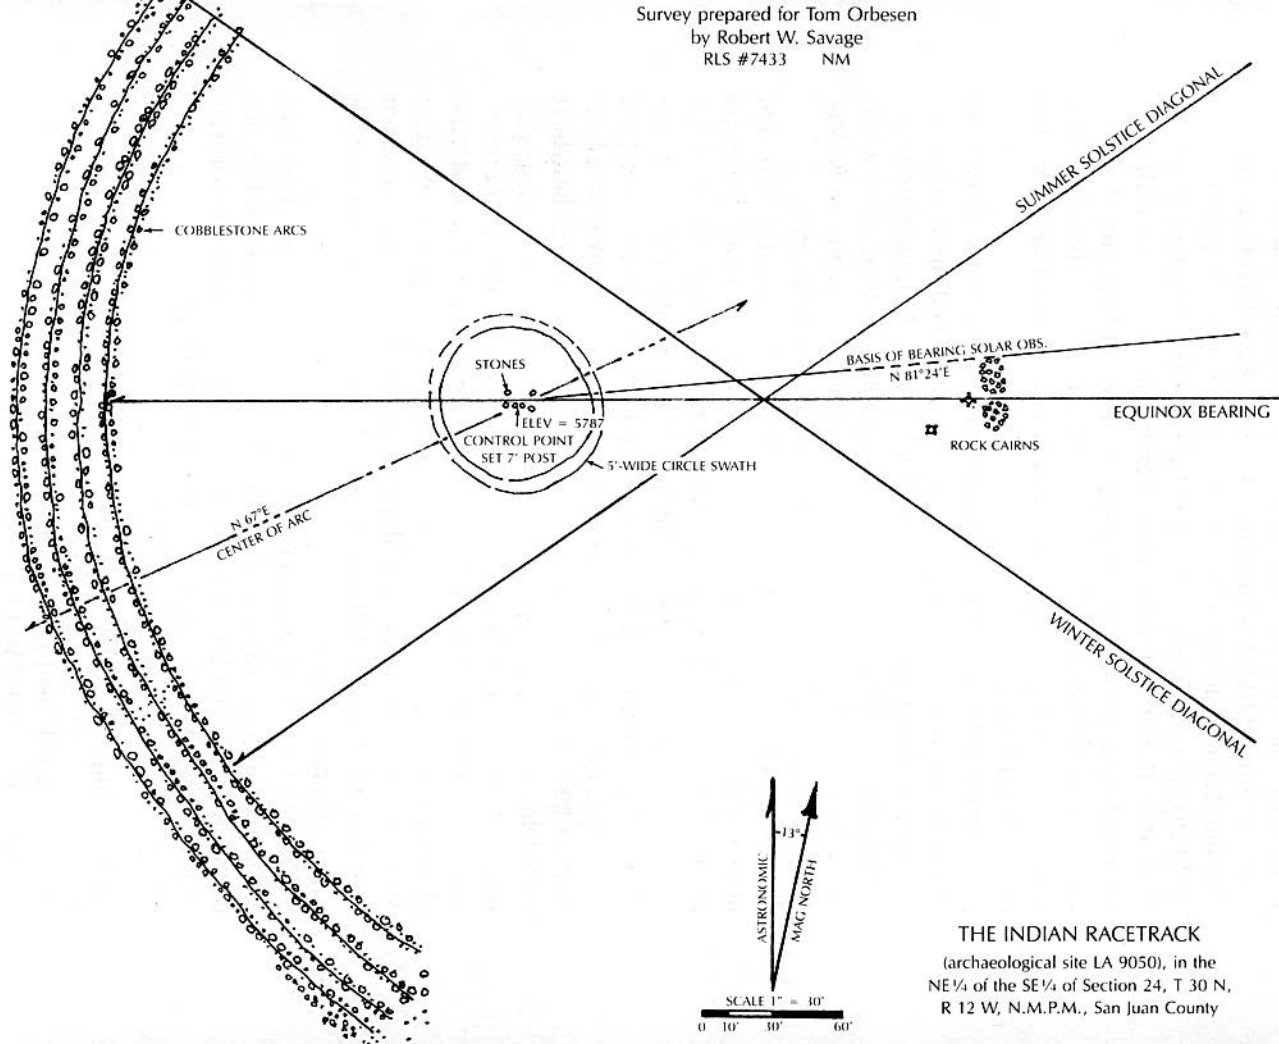 Survey prepared for Tom Orbesen
by Robert W. Savage
RLS #7433 NM
SUMMER SOLSTICE DIAGONAL
COBBLESTONE ARCS
BASIS OF BEARING SOLAR OBS.
N 81°24'E
STONES
EQUINOX BEARING
ELEV = 5787
CONTROL POINT
SET 7' POST
ROCK CAIRNS
5'-WIDE CIRCLE SWATH
N 67°E
CENTER OF ARC
WINTER SOLSTICE DIAGONAL
13°
ASTRONOMIC
MAG NORTH
SCALE 1" = 30'
0 10' 30' 60'
THE INDIAN RACETRACK
(archaeological site LA 9050), in the
NE¼ of the SE¼ of Section 24, T 30 N,
R 12 W, N.M.P.M., San Juan County